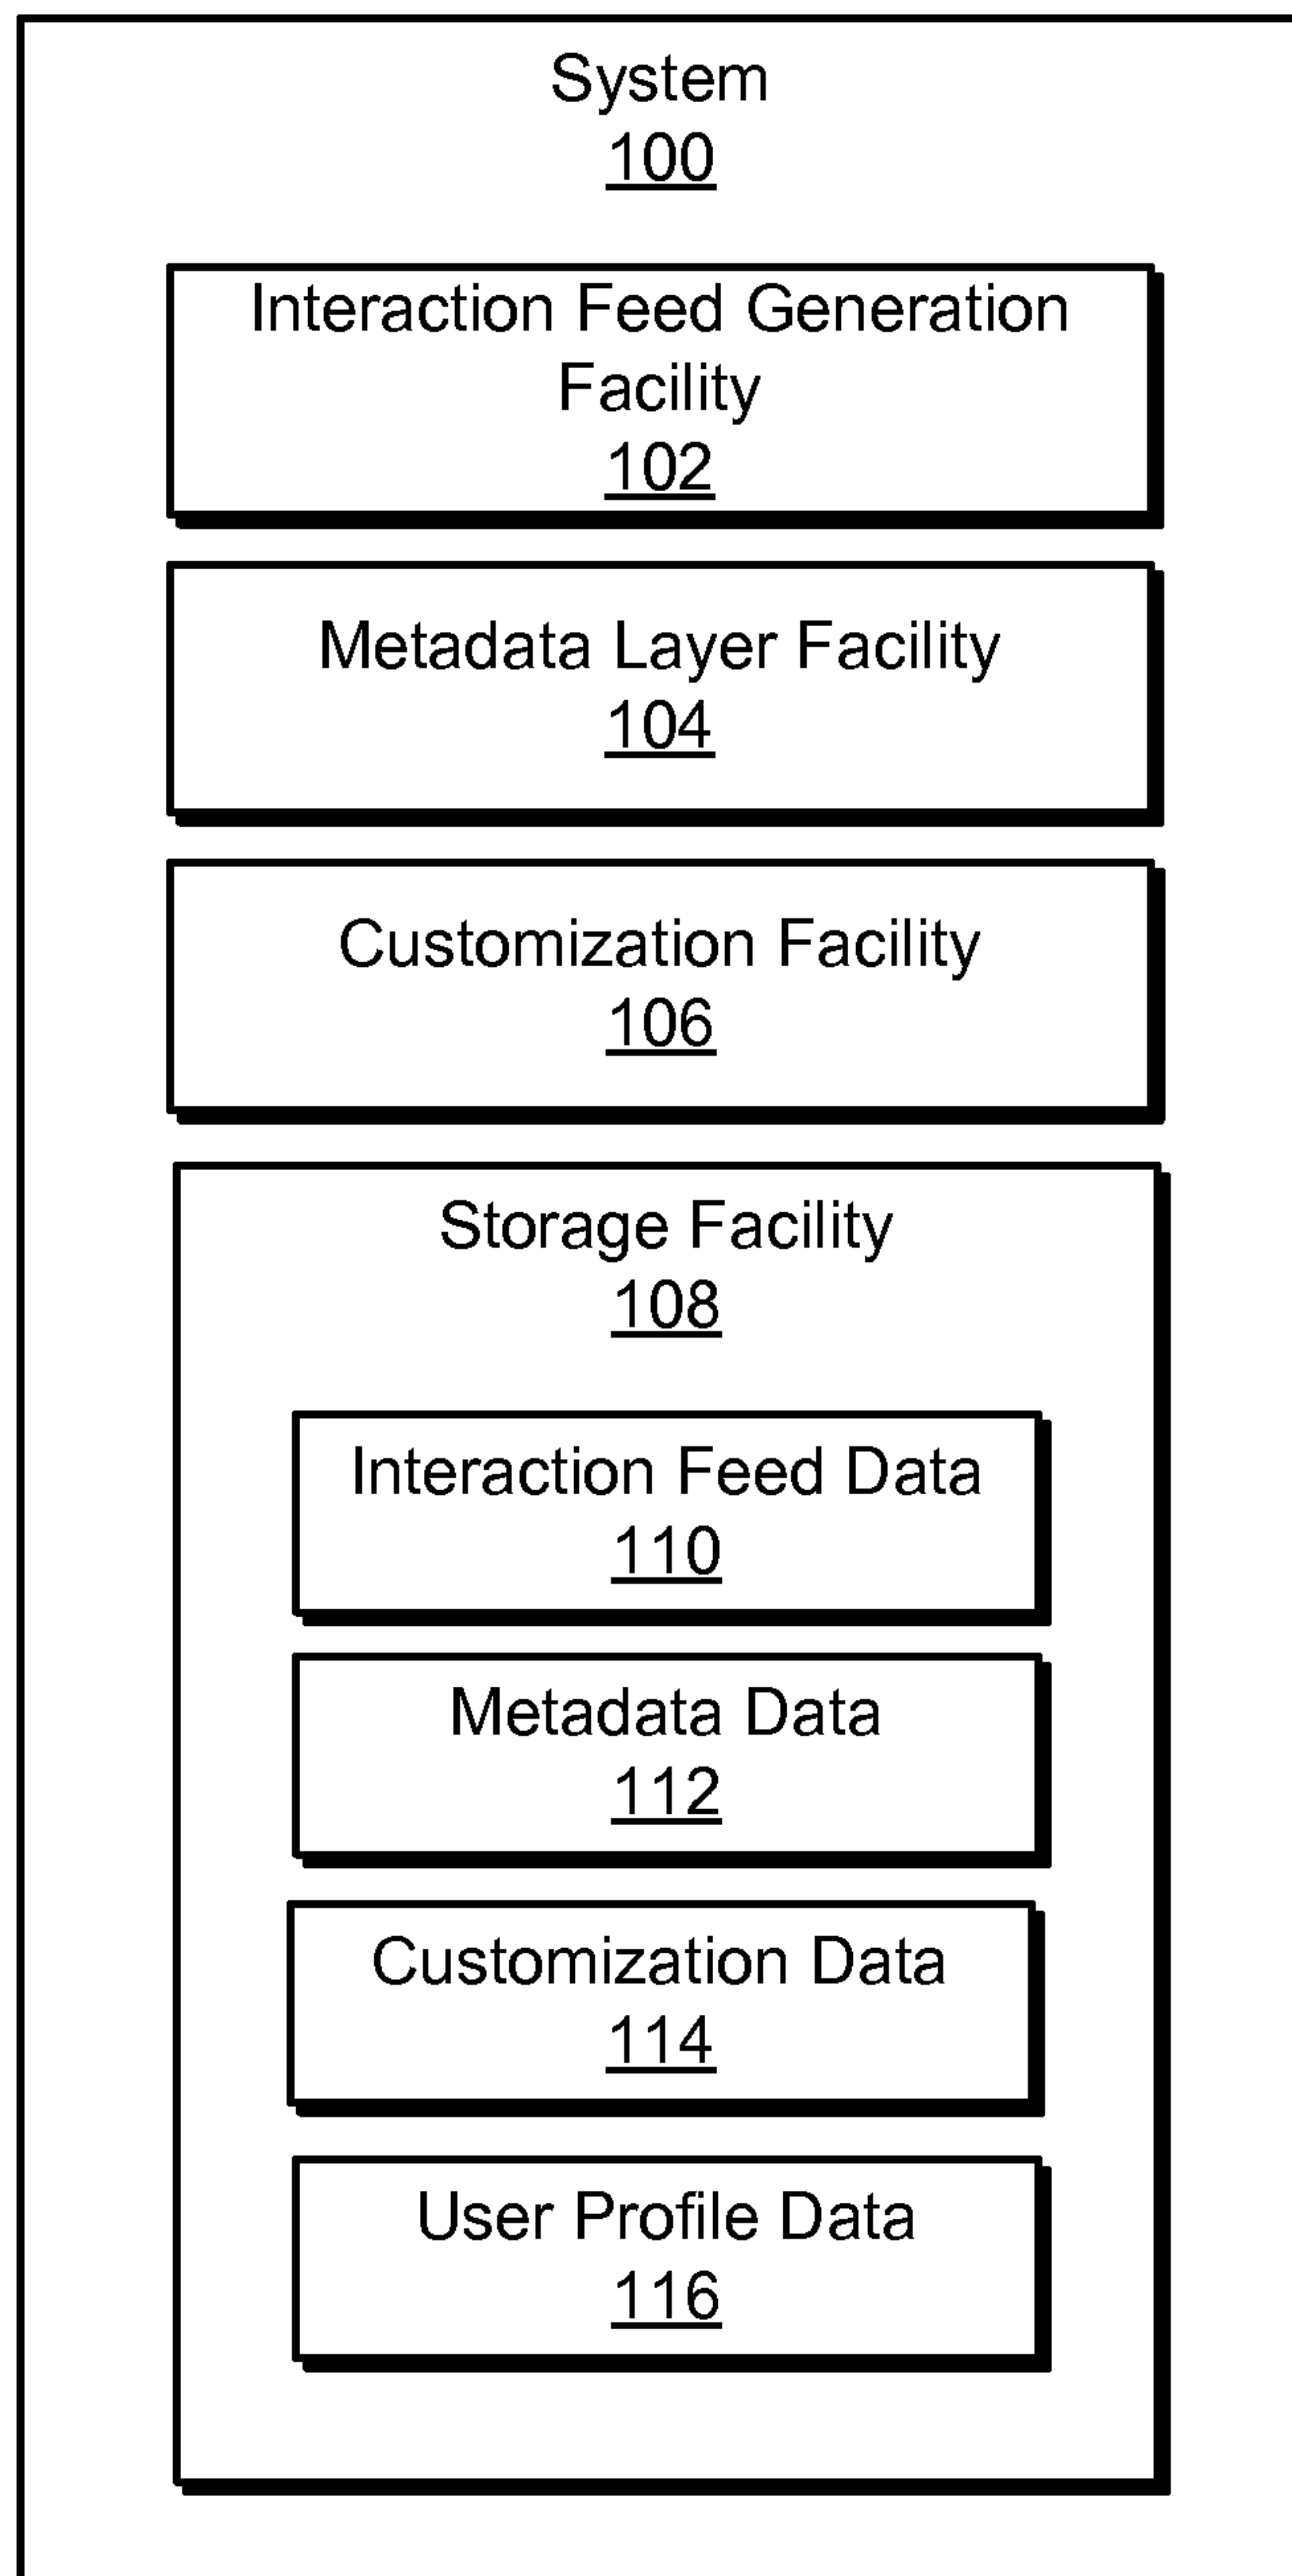 System
100
Interaction Feed Generation
Facility
102
Metadata Layer Facility
104
Customization Facility
106
Storage Facility
108
Interaction Feed Data
110
Metadata Data
112
Customization Data
114
User Profile Data
116